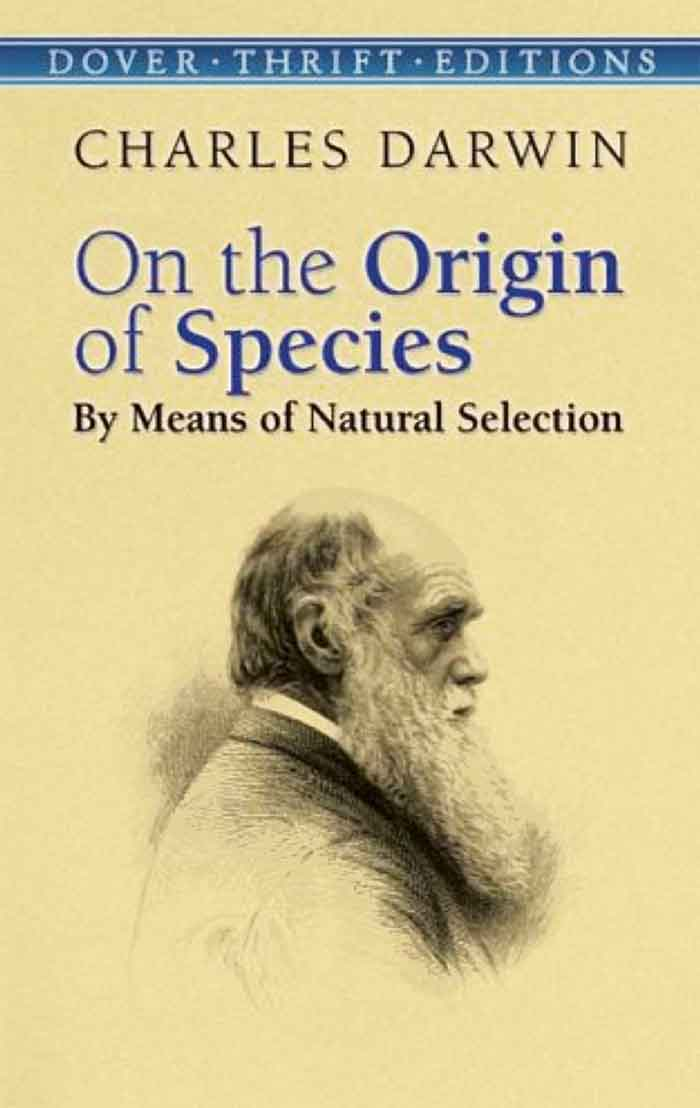 DOVER · THRIFT · EDITIONS
CHARLES DARWIN
On the Origin
of Species
By Means of Natural Selection